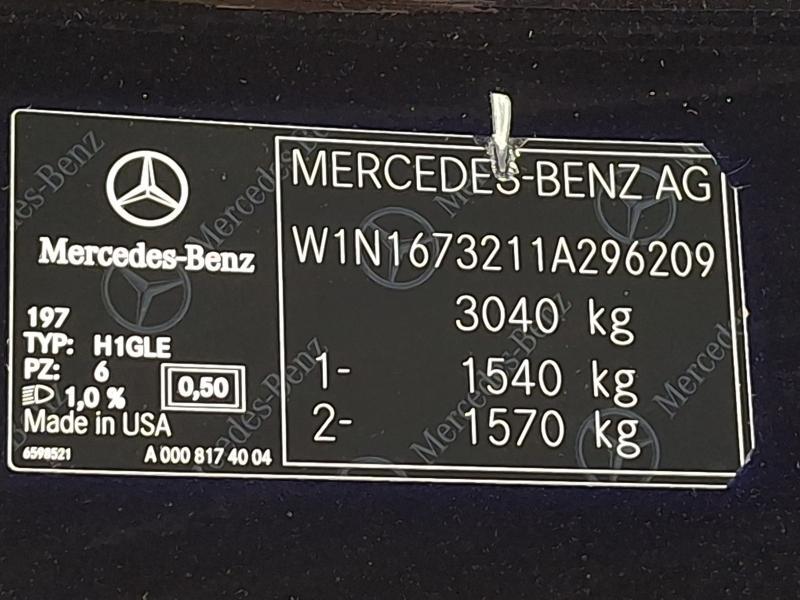 Mercedes-Benz
197
TYP: H1GLE
PZ: 6
1,0 %
0,50
Made in USA
6598521
A 000 817 40 04
MERCEDES-BENZ AG
W1N1673211A296209
3040 kg
1- 1540 kg
2- 1570 kg